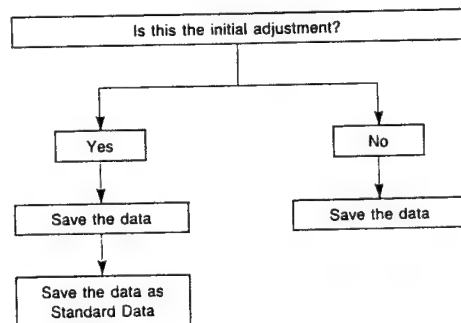 Is this the initial adjustment?
Yes
No
Save the data
Save the data
Save the data as
Standard Data